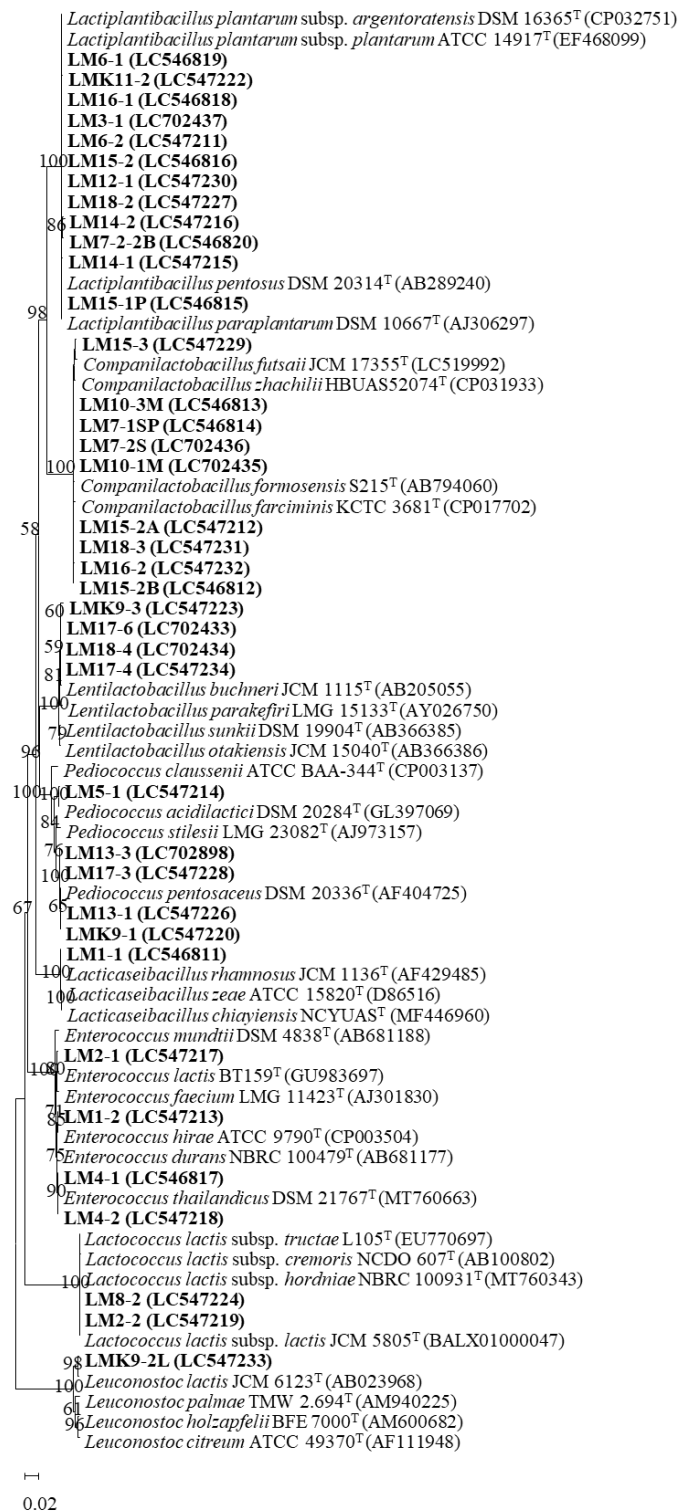 Lactiplantibacillus plantarum subsp. argentoratensis DSM 16365T (CP032751)
Lactiplantibacillus plantarum subsp. plantarum ATCC 14917T (EF468099)
LM6-1 (LC546819)
LMK11-2 (LC547222)
LM16-1 (LC546818)
LM3-1 (LC702437)
LM6-2 (LC547211)
100 LM15-2 (LC546816)
LM12-1 (LC547230)
LM18-2 (LC547227)
86 LM14-2 (LC547216)
LM7-2-2B (LC546820)
LM14-1 (LC547215)
Lactiplantibacillus pentosus DSM 20314T (AB289240)
LM15-1P (LC546815)
98
Lactiplantibacillus paraplantarum DSM 10667T (AJ306297)
LM15-3 (LC547229)
Companilactobacillus futsaii JCM 17355T (LC519992)
Companilactobacillus zhachilii HBUAS52074T (CP031933)
LM10-3M (LC546813)
LM7-1SP (LC546814)
LM7-2S (LC702436)
100 LM10-1M (LC702435)
Companilactobacillus formosensis S215T (AB794060)
Companilactobacillus farciminis KCTC 3681T (CP017702)
58 LM15-2A (LC547212)
LM18-3 (LC547231)
LM16-2 (LC547232)
LM15-2B (LC546812)
60 LMK9-3 (LC547223)
LM17-6 (LC702433)
59 LM18-4 (LC702434)
81 LM17-4 (LC547234)
Lentilactobacillus buchneri JCM 1115T (AB205055)
100 Lentilactobacillus parakefiri LMG 15133T (AY026750)
79 Lentilactobacillus sunkii DSM 19904T (AB366385)
96 Lentilactobacillus otakiensis JCM 15040T (AB366386)
Pediococcus claussenii ATCC BAA-344T (CP003137)
100 100 LM5-1 (LC547214)
Pediococcus acidilactici DSM 20284T (GL397069)
84 Pediococcus stilesii LMG 23082T (AJ973157)
76 LM13-3 (LC702898)
100 LM17-3 (LC547228)
Pediococcus pentosaceus DSM 20336T (AF404725)
67 65 LM13-1 (LC547226)
LMK9-1 (LC547220)
LM1-1 (LC546811)
100 Lacticaseibacillus rhamnosus JCM 1136T (AF429485)
100 Lacticaseibacillus zeae ATCC 15820T (D86516)
Lacticaseibacillus chiayiensis NCYUAST (MF446960)
Enterococcus mundtii DSM 4838T (AB681188)
LM2-1 (LC547217)
100 80 Enterococcus lactis BT159T (GU983697)
Enterococcus faecium LMG 11423T (AJ301830)
71
85 LM1-2 (LC547213)
Enterococcus hirae ATCC 9790T (CP003504)
75 Enterococcus durans NBRC 100479T (AB681177)
LM4-1 (LC546817)
90 Enterococcus thailandicus DSM 21767T (MT760663)
LM4-2 (LC547218)
Lactococcus lactis subsp. tructae L105T (EU770697)
Lactococcus lactis subsp. cremoris NCDO 607T (AB100802)
100 Lactococcus lactis subsp. hordniae NBRC 100931T (MT760343)
LM8-2 (LC547224)
LM2-2 (LC547219)
Lactococcus lactis subsp. lactis JCM 5805T (BALX01000047)
98 LMK9-2L (LC547233)
100 Leuconostoc lactis JCM 6123T (AB023968)
Leuconostoc palmae TMW 2.694T (AM940225)
61
96 Leuconostoc holzapfelii BFE 7000T (AM600682)
Leuconostoc citreum ATCC 49370T (AF111948)
0.02